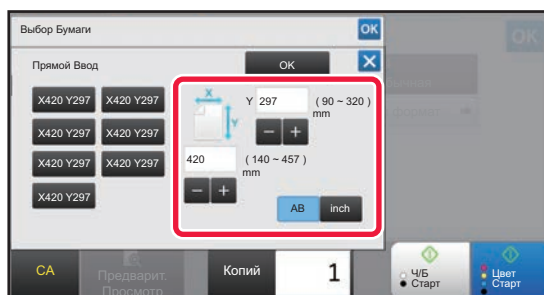 Выбор Бумаги
OK
OK
Прямой Ввод
OK
X420 Y297 X420 Y297
X420 Y297 X420 Y297
X420 Y297 X420 Y297
X420 Y297
X
Y
Y 297 ( 90 ~ 320 )
mm
− +
420 ( 140 ~ 457 )
mm
− +
AB inch
CA
Предварит.
Просмотр
Копий 1
Ч/Б
Старт
Цвет
Старт